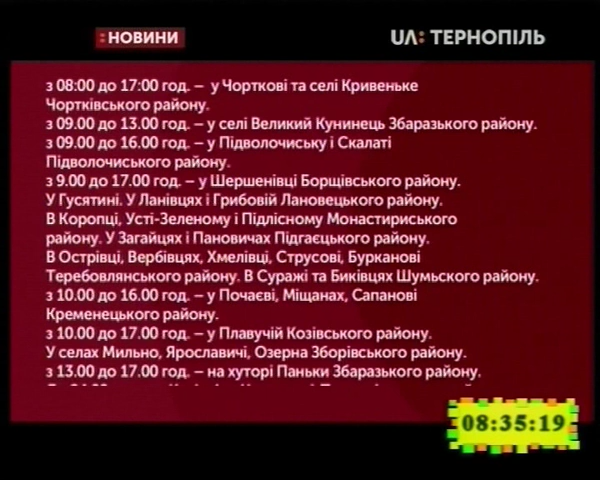 :НОВИНИ
UA: ТЕРНОПІЛЬ
з 08:00 до 17:00 год. – у Чорткові та селі Кривеньке
Чортківського району.
з 09.00 до 13.00 год. – у селі Великий Кунинець Збаразького району.
з 09.00 до 16.00 год. – у Підволочиську і Скалаті
Підволочиського району.
з 9.00 до 17.00 год. – у Шершенівці Борщівського району.
У Гусятині. У Ланівцях і Грибовій Лановецького району.
В Коропці, Усті-Зеленому і Підлісному Монастириського
району. У Загайцях і Пановичах Підгаєцького району.
В Острівці, Вербівцях, Хмелівці, Струсові, Бурканові
Теребовлянського району. В Суражі та Биківцях Шумського району.
з 10.00 до 16.00 год. – у Почаєві, Міщанах, Сапанові
Кременецького району.
з 10.00 до 17.00 год. – у Плавучій Козівського району.
У селах Мильно, Ярославичі, Озерна Зборівського району.
з 13.00 до 17.00 год. – на хуторі Паньки Збаразького району.
08:35:19